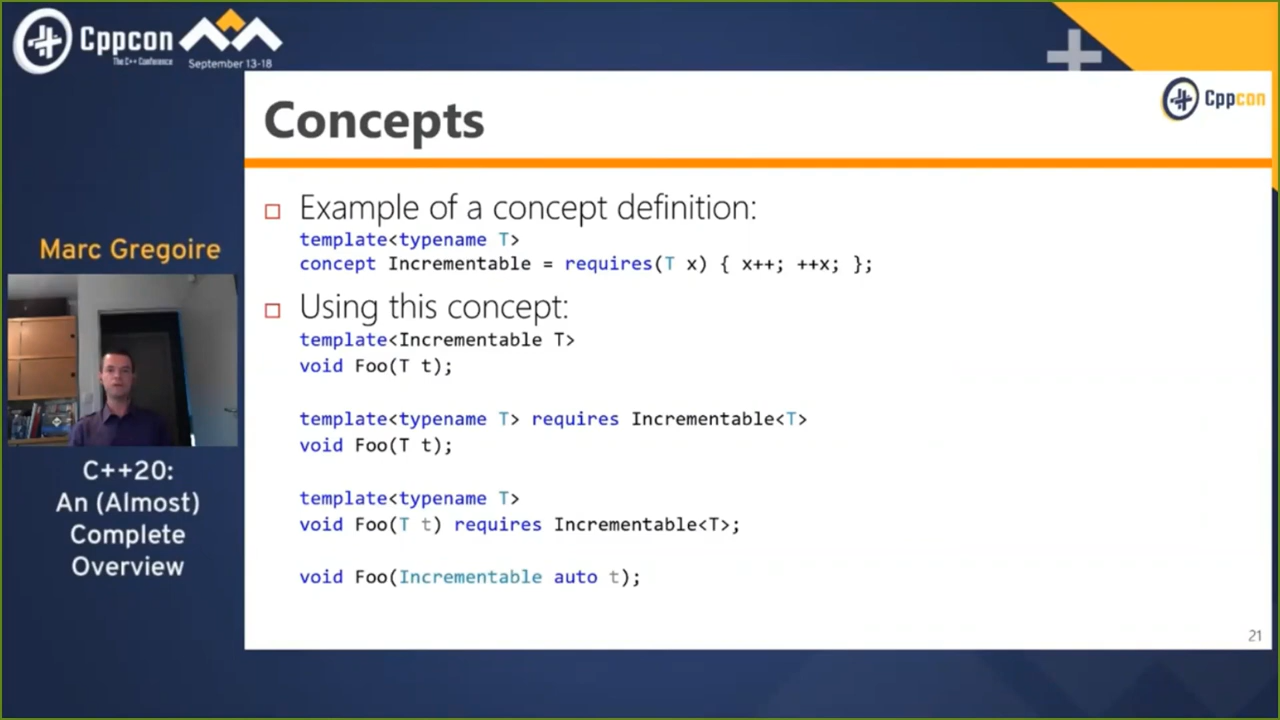 Cppcon
The C++ Conference
September 13-18
Cppcon
Concepts
Example of a concept definition:
template<typename T>
concept Incrementable = requires(T x) { x++; ++x; };
Using this concept:
template<Incrementable T>
void Foo(T t);
template<typename T> requires Incrementable<T>
void Foo(T t);
template<typename T>
void Foo(T t) requires Incrementable<T>;
void Foo(Incrementable auto t);
21
Marc Gregoire
C++20:
An (Almost)
Complete
Overview